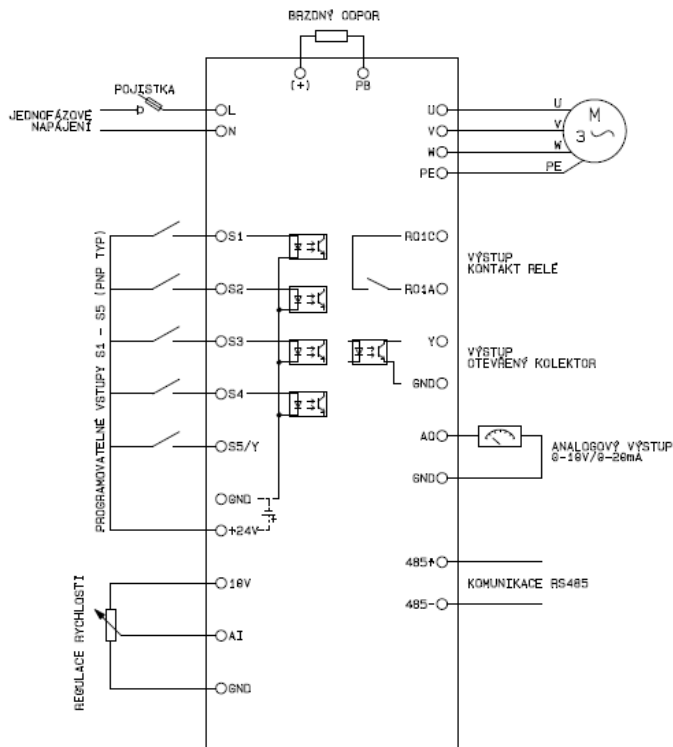 BRZDNÝ ODPOR
(+)
PB
POJISTKA
L
JEDNOFÁZOVÉ
NAPÁJENÍ
N
U
V
W
PE
U
V
W
PE
M
3
PROGRAMOVATELNÉ VSTUPY S1 - S5 (PNP TYP)
S1
S2
S3
S4
S5/Y
GND
+24V
RO1C
RO1A
VÝSTUP
KONTAKT RELÉ
Y
GND
VÝSTUP
OTEVŘENÝ KOLEKTOR
AO
GND
ANALOGOVÝ VÝSTUP
0-10V/0-20mA
485+
485-
KOMUNIKACE RS485
REGULACE RYCHLOSTI
10V
AI
GND